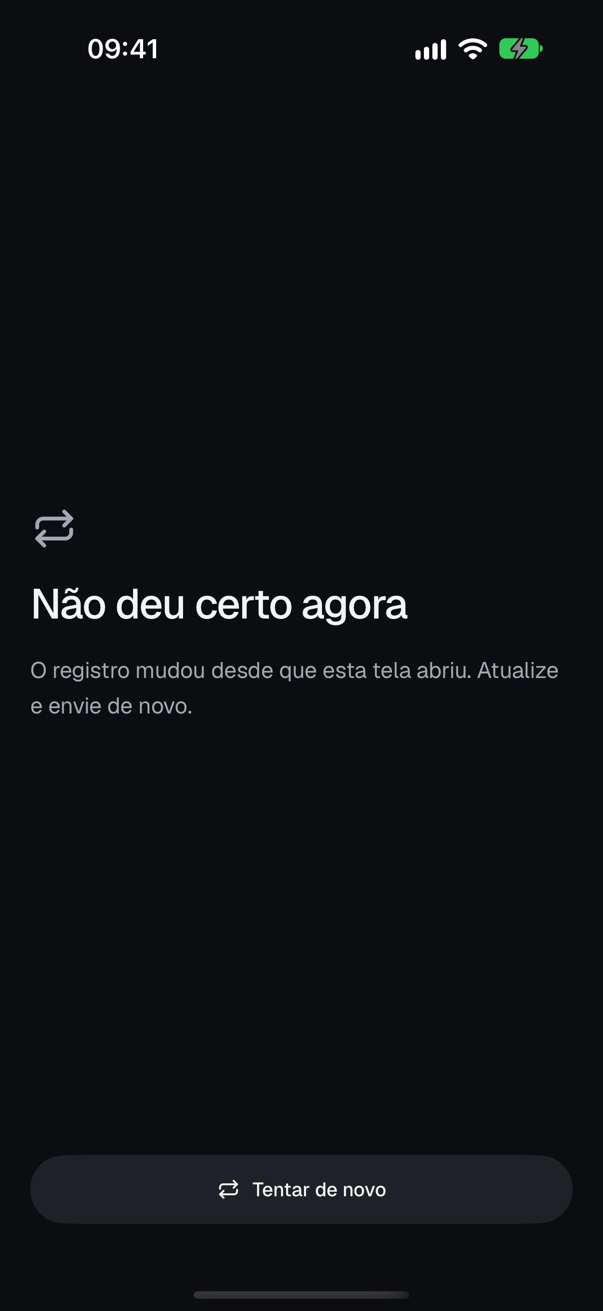 09:41
Não deu certo agora
O registro mudou desde que esta tela abriu. Atualize
e envie de novo.
Tentar de novo